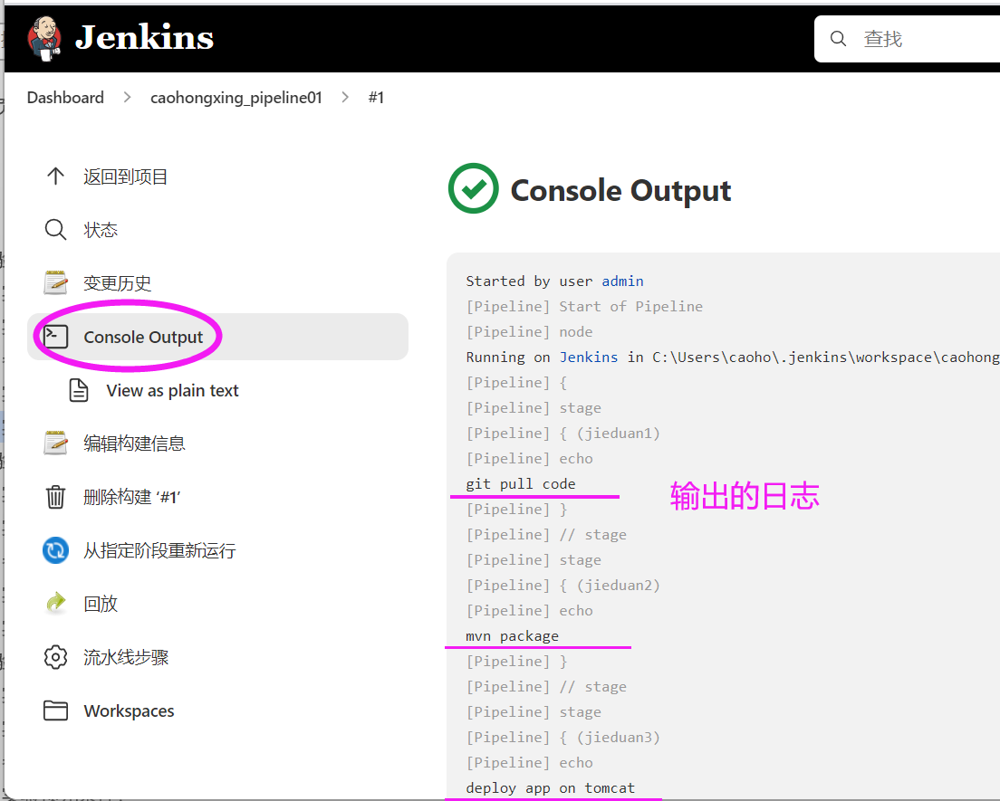 Jenkins
查找
Dashboard > caohongxing_pipeline01 > #1
返回到项目
状态
变更历史
Console Output
View as plain text
编辑构建信息
删除构建 ‘#1’
从指定阶段重新运行
回放
流水线步骤
Workspaces
Console Output
Started by user admin
[Pipeline] Start of Pipeline
[Pipeline] node
Running on Jenkins in C:\Users\caoho\.jenkins\workspace\caohong
[Pipeline] {
[Pipeline] stage
[Pipeline] { (jieduan1)
[Pipeline] echo
git pull code
输出的日志
[Pipeline] }
[Pipeline] // stage
[Pipeline] stage
[Pipeline] { (jieduan2)
[Pipeline] echo
mvn package
[Pipeline] }
[Pipeline] // stage
[Pipeline] stage
[Pipeline] { (jieduan3)
[Pipeline] echo
deploy app on tomcat